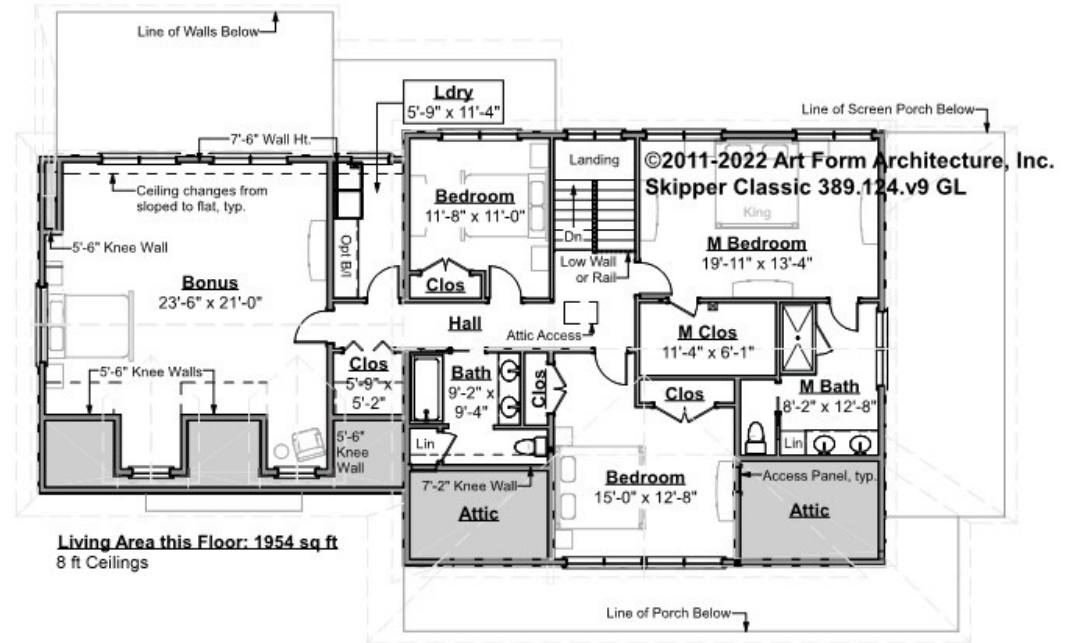 Line of Walls Below
Ldry
5'-9" x 11'-4"
Line of Screen Porch Below
7'-6" Wall Ht.
Landing
©2011-2022 Art Form Architecture, Inc.
Skipper Classic 389.124.v9 GL
Ceiling changes from
sloped to flat, typ.
Bedroom
11'-8" x 11'-0"
King
5'-6" Knee Wall
Opt B/I
Dn
M Bedroom
19'-11" x 13'-4"
Low Wall
or Rail
Bonus
23'-6" x 21'-0"
Clos
Hall
Attic Access
M Clos
11'-4" x 6'-1"
Clos
5'-9" x
5'-2"
Bath
9'-2" x
9'-4"
Clos
Clos
M Bath
8'-2" x 12'-8"
5'-6" Knee Walls
5'-6"
Knee
Wall
Lin
Lin
7'-2" Knee Wall
Bedroom
15'-0" x 12'-8"
Access Panel, typ.
Attic
Attic
Living Area this Floor: 1954 sq ft
8 ft Ceilings
Line of Porch Below